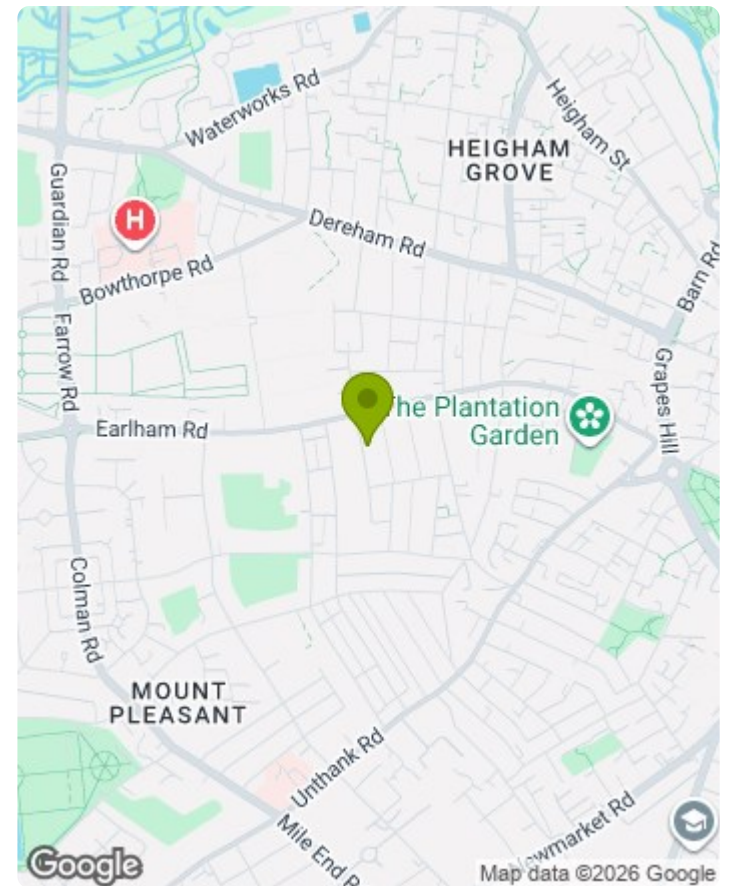 Waterworks Rd
Heigham St
HEIGHAM
GROVE
Guardian Rd
H
Dereham Rd
Bowthorpe Rd
Barn Rd
Farrow Rd
Grapes Hill
The Plantation
Garden
Earlham Rd
Colman Rd
MOUNT
PLEASANT
Unthank Rd
Mile End R
Newmarket Rd
Google
Map data ©2026 Google